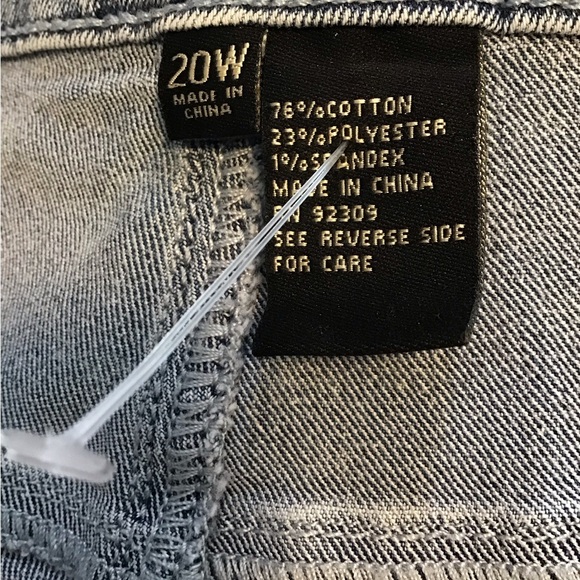 20W
MADE IN
CHINA
76%COTTON
23%POLYESTER
1%SPANDEX
MADE IN CHINA
RN 92309
SEE REVERSE SIDE
FOR CARE